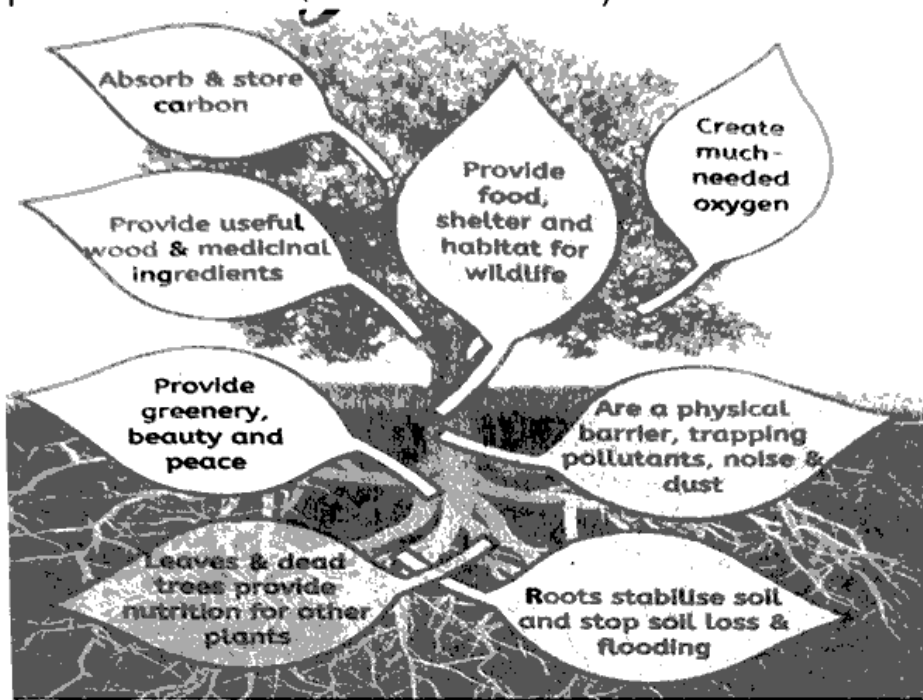 Absorb & store
carbon
Create
much-
needed
oxygen
Provide
food,
shelter and
habitat for
wildlife
Provide useful
wood & medicinal
ingredients
Provide
greenery,
beauty and
peace
Are a physical
barrier, trapping
pollutants, noise &
dust
Leaves & dead
trees provide
nutrition for other
plants
Roots stabilise soil
and stop soil loss &
flooding